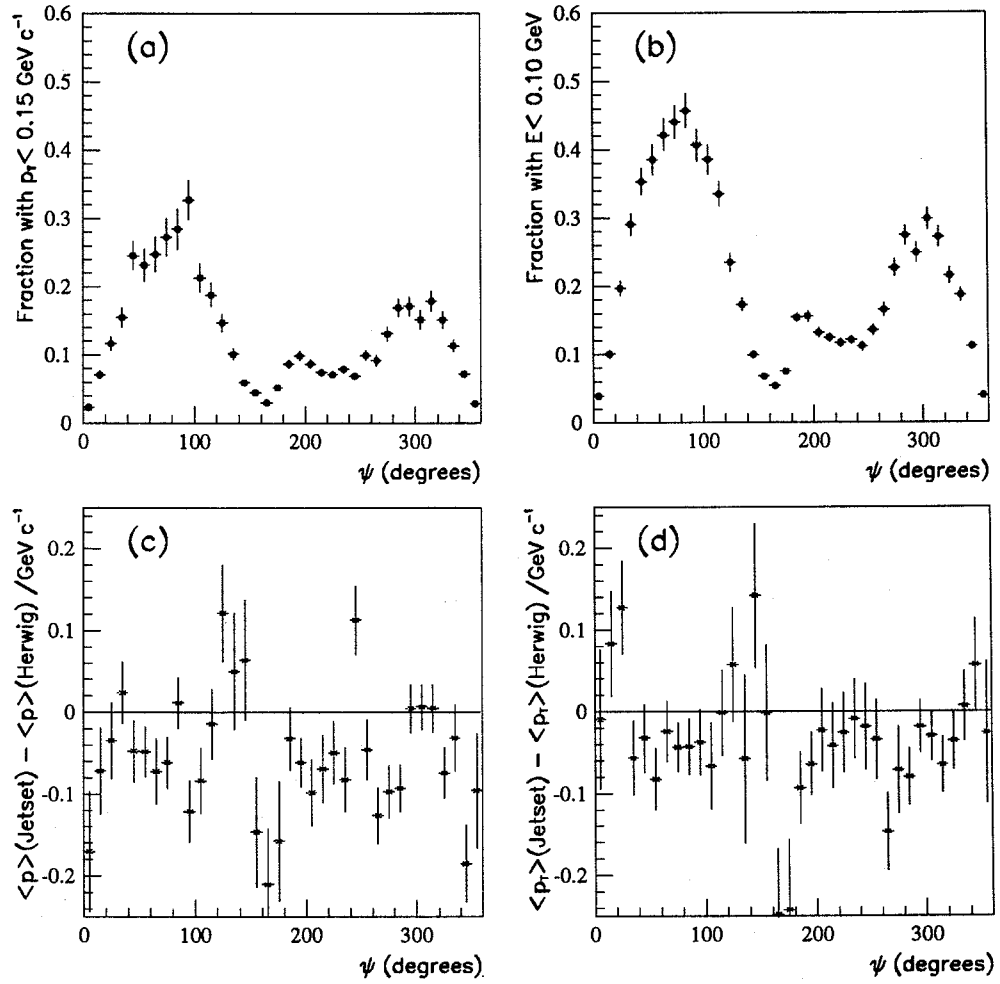 (a)
Fraction with pT< 0.15 GeV c⁻¹
0.6
0.5
0.4
0.3
0.2
0.1
0
0 100 200 300
ψ (degrees)
(b)
Fraction with E< 0.10 GeV
0.6
0.5
0.4
0.3
0.2
0.1
0
0 100 200 300
ψ (degrees)
(c)
<p>(Jetset) − <p>(Herwig) /GeV c⁻¹
0.2
0.1
0
-0.1
-0.2
0 100 200 300
ψ (degrees)
(d)
<pT>(Jetset) − <pT>(Herwig) /GeV c⁻¹
0.2
0.1
0
-0.1
-0.2
0 100 200 300
ψ (degrees)